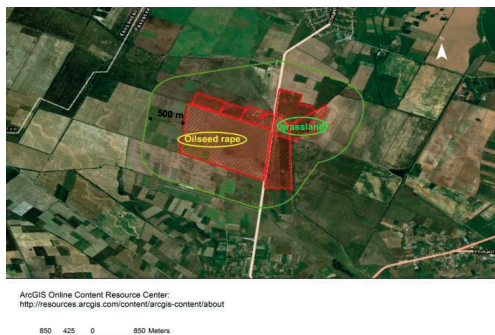 500 m
Oilseed rape
Grassland
ArcGIS Online Content Resource Center:
http://resources.arcgis.com/content/arcgis-content/about
850 425 0 850 Meters